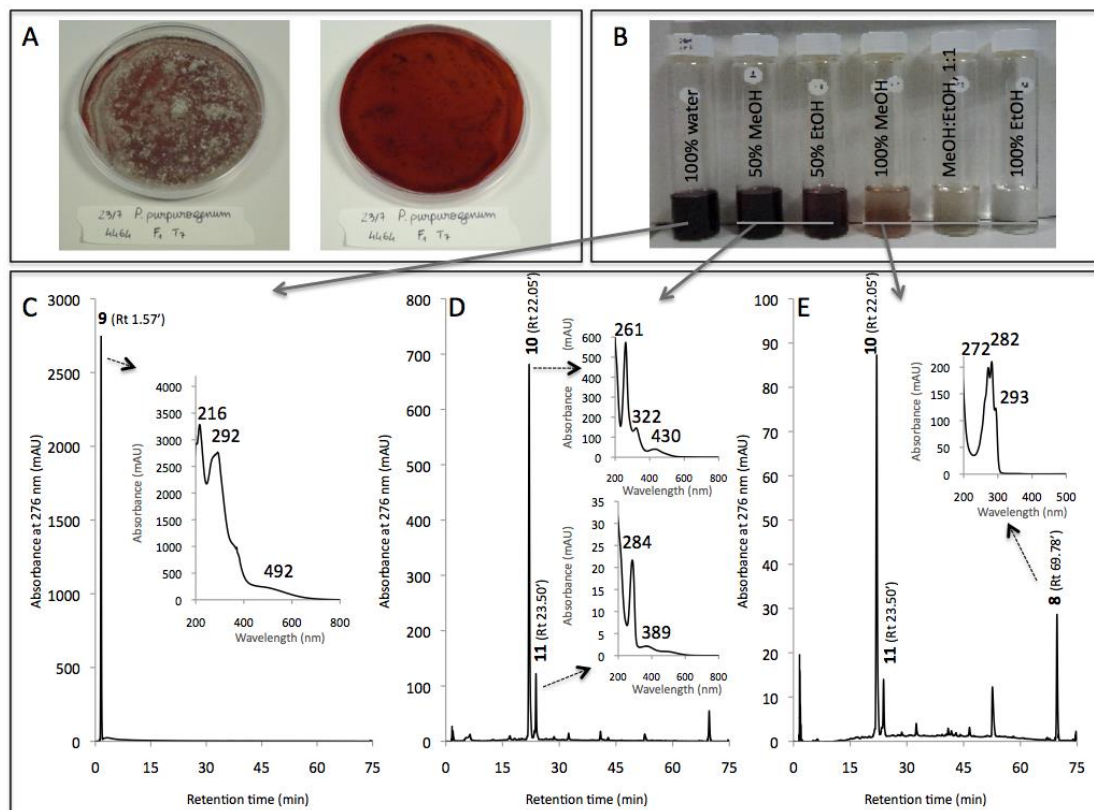 A
23/7 P. purpurogenum
4464 F₁ T7
23/7 P. purpurogenum
4464 F₁ T7
B
100% water
50% MeOH
50% EtOH
100% MeOH
MeOH:EtOH, 1:1
100% EtOH
1
C
Absorbance at 276 nm (mAU)
3000
2500
2000
1500
1000
500
0
0 15 30 45 60 75
Retention time (min)
9 (Rt 1.57')
Absorbance (mAU)
4000
3500
3000
2500
2000
1500
1000
500
0
216
292
492
200 400 600 800
Wavelength (nm)
D
Absorbance at 276 nm (mAU)
800
700
600
500
400
300
200
100
0
0 15 30 45 60 75
Retention time (min)
10 (Rt 22.05')
11 (Rt 23.50')
Absorbance (mAU)
600
500
400
300
200
100
0
261
322
430
200 400 600 800
Wavelength (nm)
Absorbance (mAU)
35
30
25
20
15
10
5
0
284
389
200 400 600 800
Wavelength (nm)
E
Absorbance at 276 nm (mAU)
100
90
80
70
60
50
40
30
20
10
0
0 15 30 45 60 75
Retention time (min)
10 (Rt 22.05')
11 (Rt 23.50')
8 (Rt 69.78')
Absorbance (mAU)
200
150
100
50
0
272
282
293
200 300 400 500
Wavelength (nm)